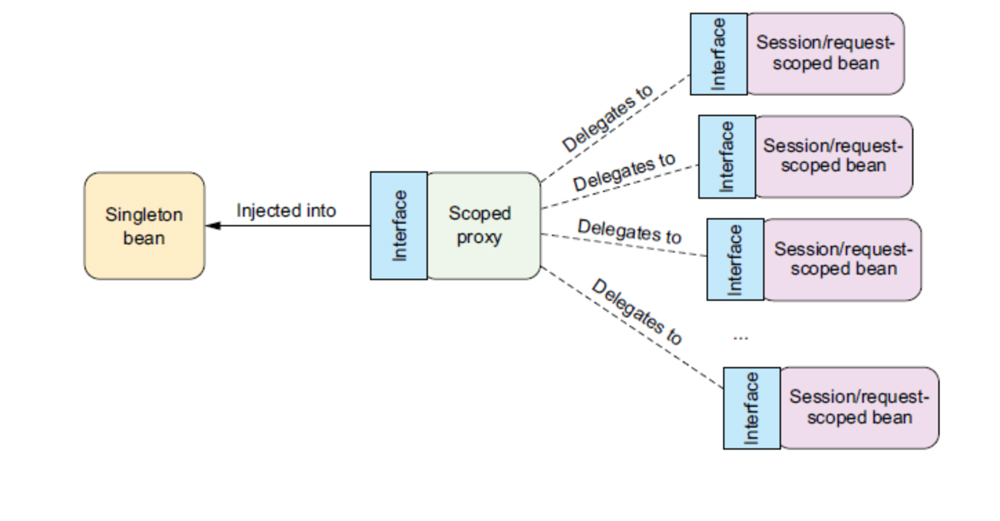 Singleton
bean
Injected into
Interface
Scoped
proxy
Delegates to
Interface
Session/request-
scoped bean
Delegates to
Interface
Session/request-
scoped bean
Delegates to
Interface
Session/request-
scoped bean
...
Delegates to
Interface
Session/request-
scoped bean